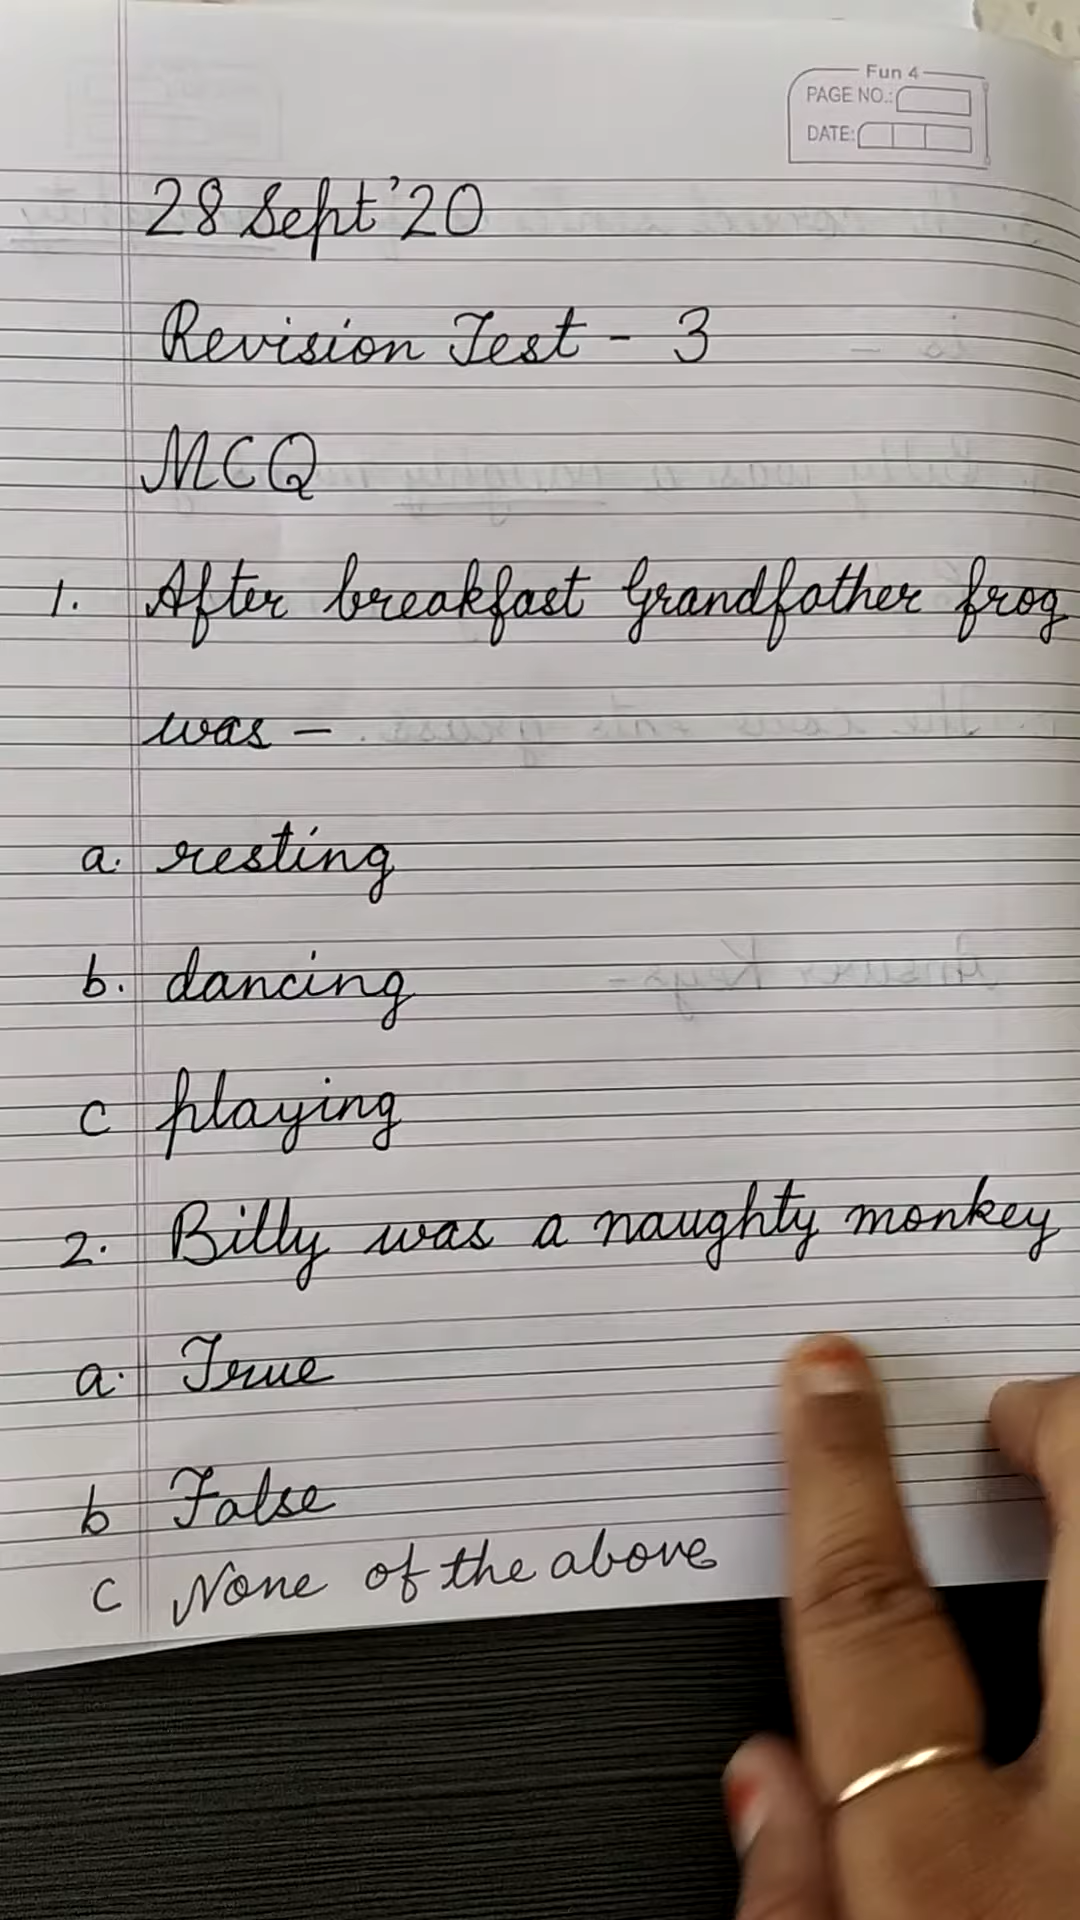 Fun 4
PAGE NO.:
DATE:
28 Sept '20
Revision Test - 3
MCQ
1. After breakfast Grandfather frog
was -
a. resting
b. dancing
c playing
2. Billy was a naughty monkey
a. True
b False
c None of the above